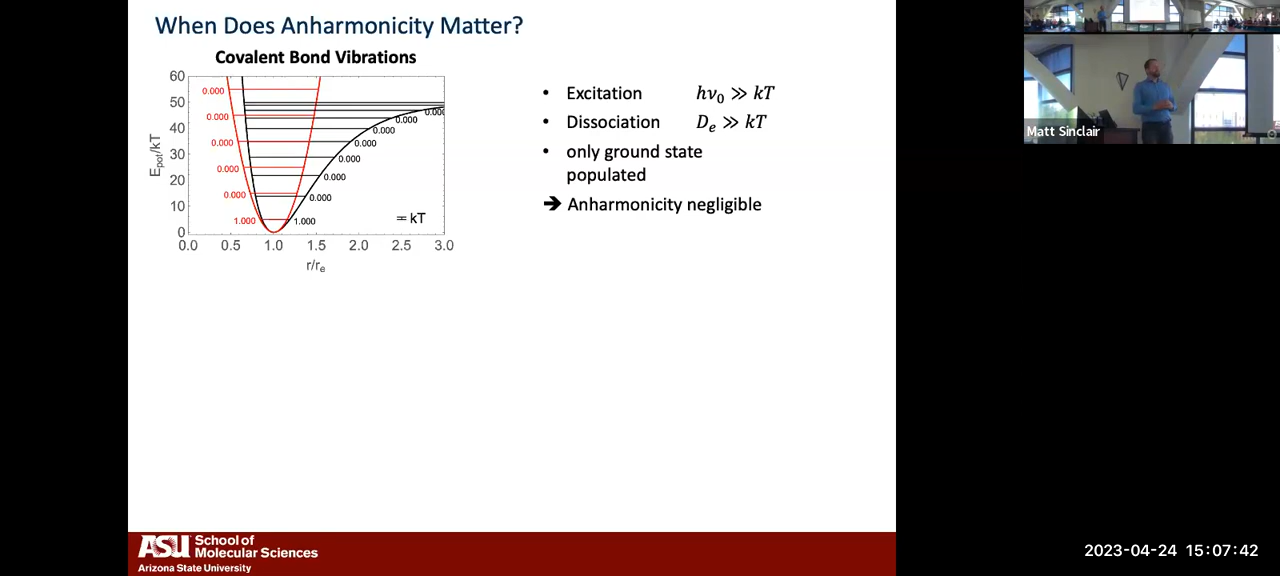 When Does Anharmonicity Matter?
Covalent Bond Vibrations
60
50
40
30
20
10
0
E_pot/kT
0.000
0.000
0.000
0.000
0.000
1.000
0.000
0.000
0.000
0.000
0.000
0.000
1.000
= kT
0.0 0.5 1.0 1.5 2.0 2.5 3.0
r/r_e
• Excitation hν₀ ≫ kT
• Dissociation Dₑ ≫ kT
• only ground state
populated
➔ Anharmonicity negligible
Matt Sinclair
ASU School of
Molecular Sciences
Arizona State University
2023-04-24 15:07:42